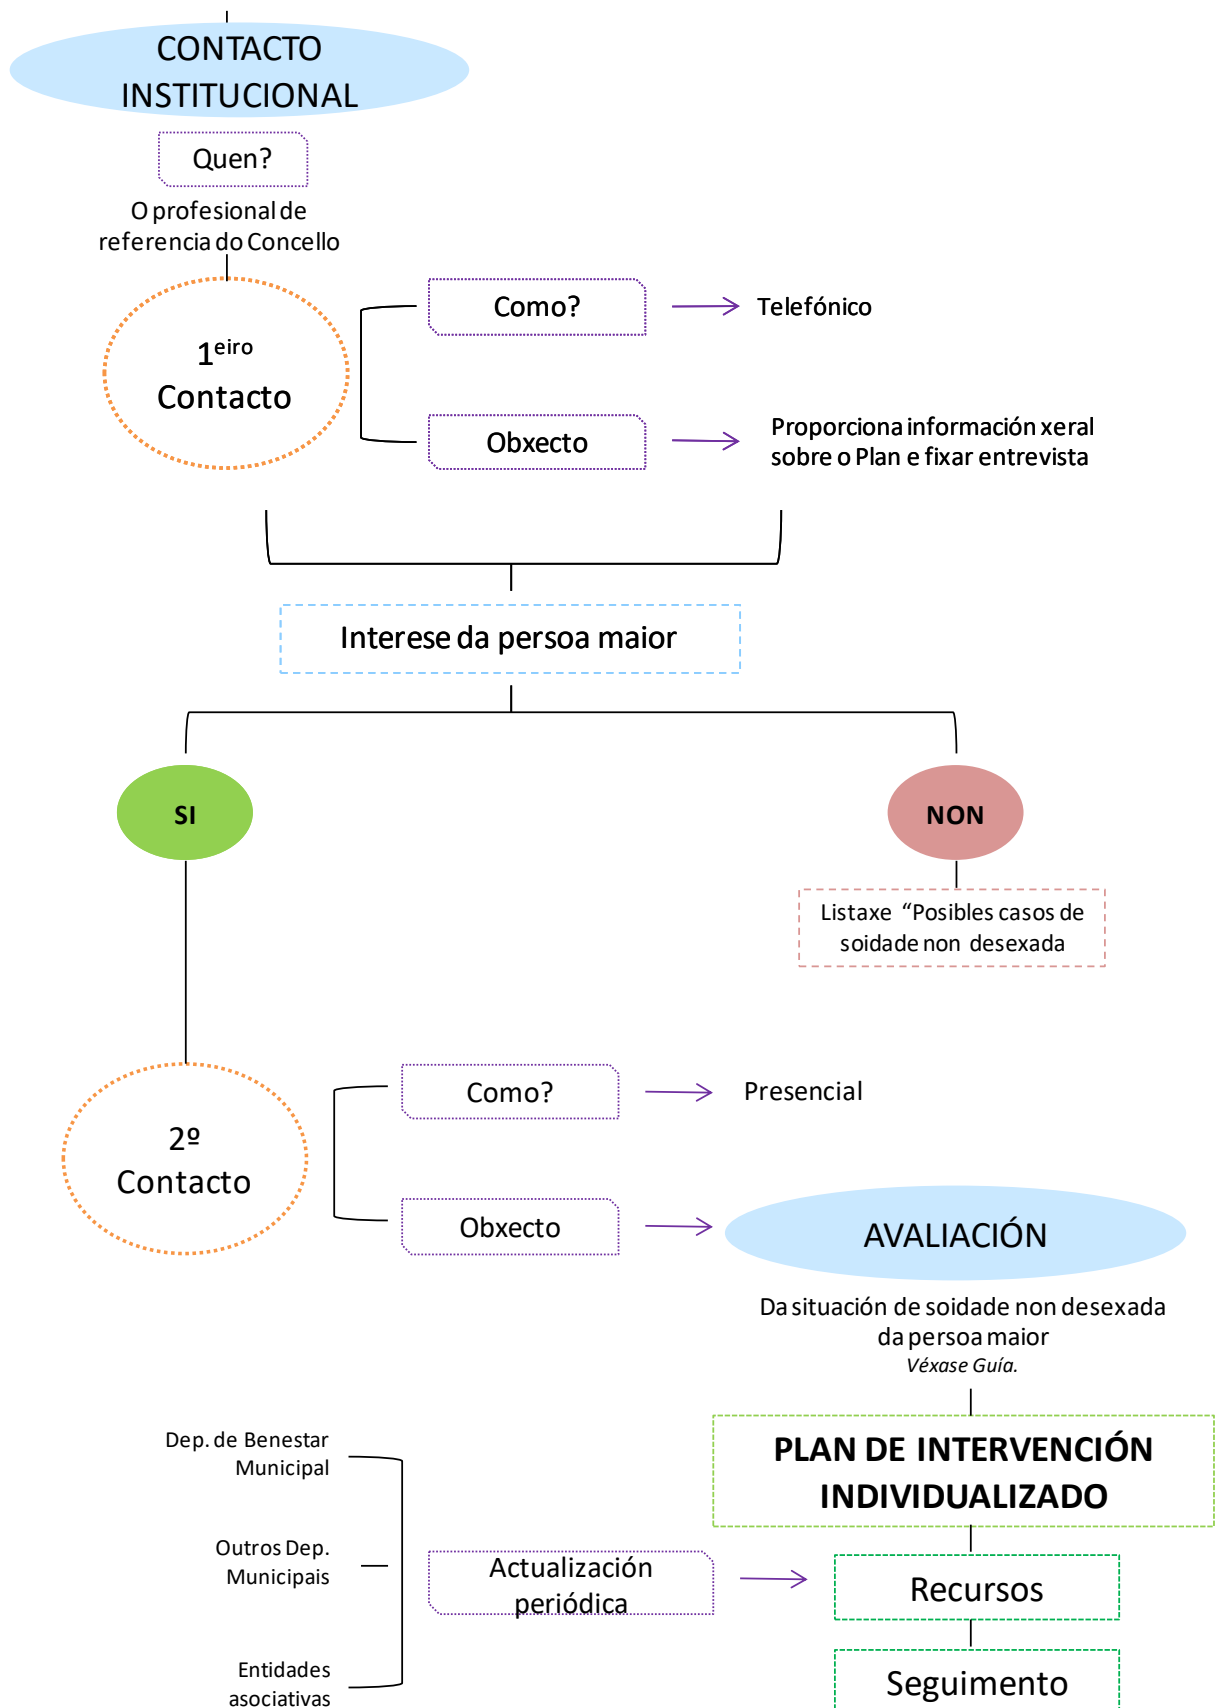 CONTACTO
INSTITUCIONAL
Quen?
O profesional de
referencia do Concello
1eiro
Contacto
Como?
Telefónico
Obxecto
Proporciona información xeral
sobre o Plan e fixar entrevista
Interese da persoa maior
SI
NON
Listaxe “Posibles casos de
soidade non desexada
2º
Contacto
Como?
Presencial
Obxecto
AVALIACIÓN
Da situación de soidade non desexada
da persoa maior
Véxase Guía.
PLAN DE INTERVENCIÓN
INDIVIDUALIZADO
Dep. de Benestar
Municipal
Outros Dep.
Municipais
Entidades
asociativas
Actualización
periódica
Recursos
Seguimento